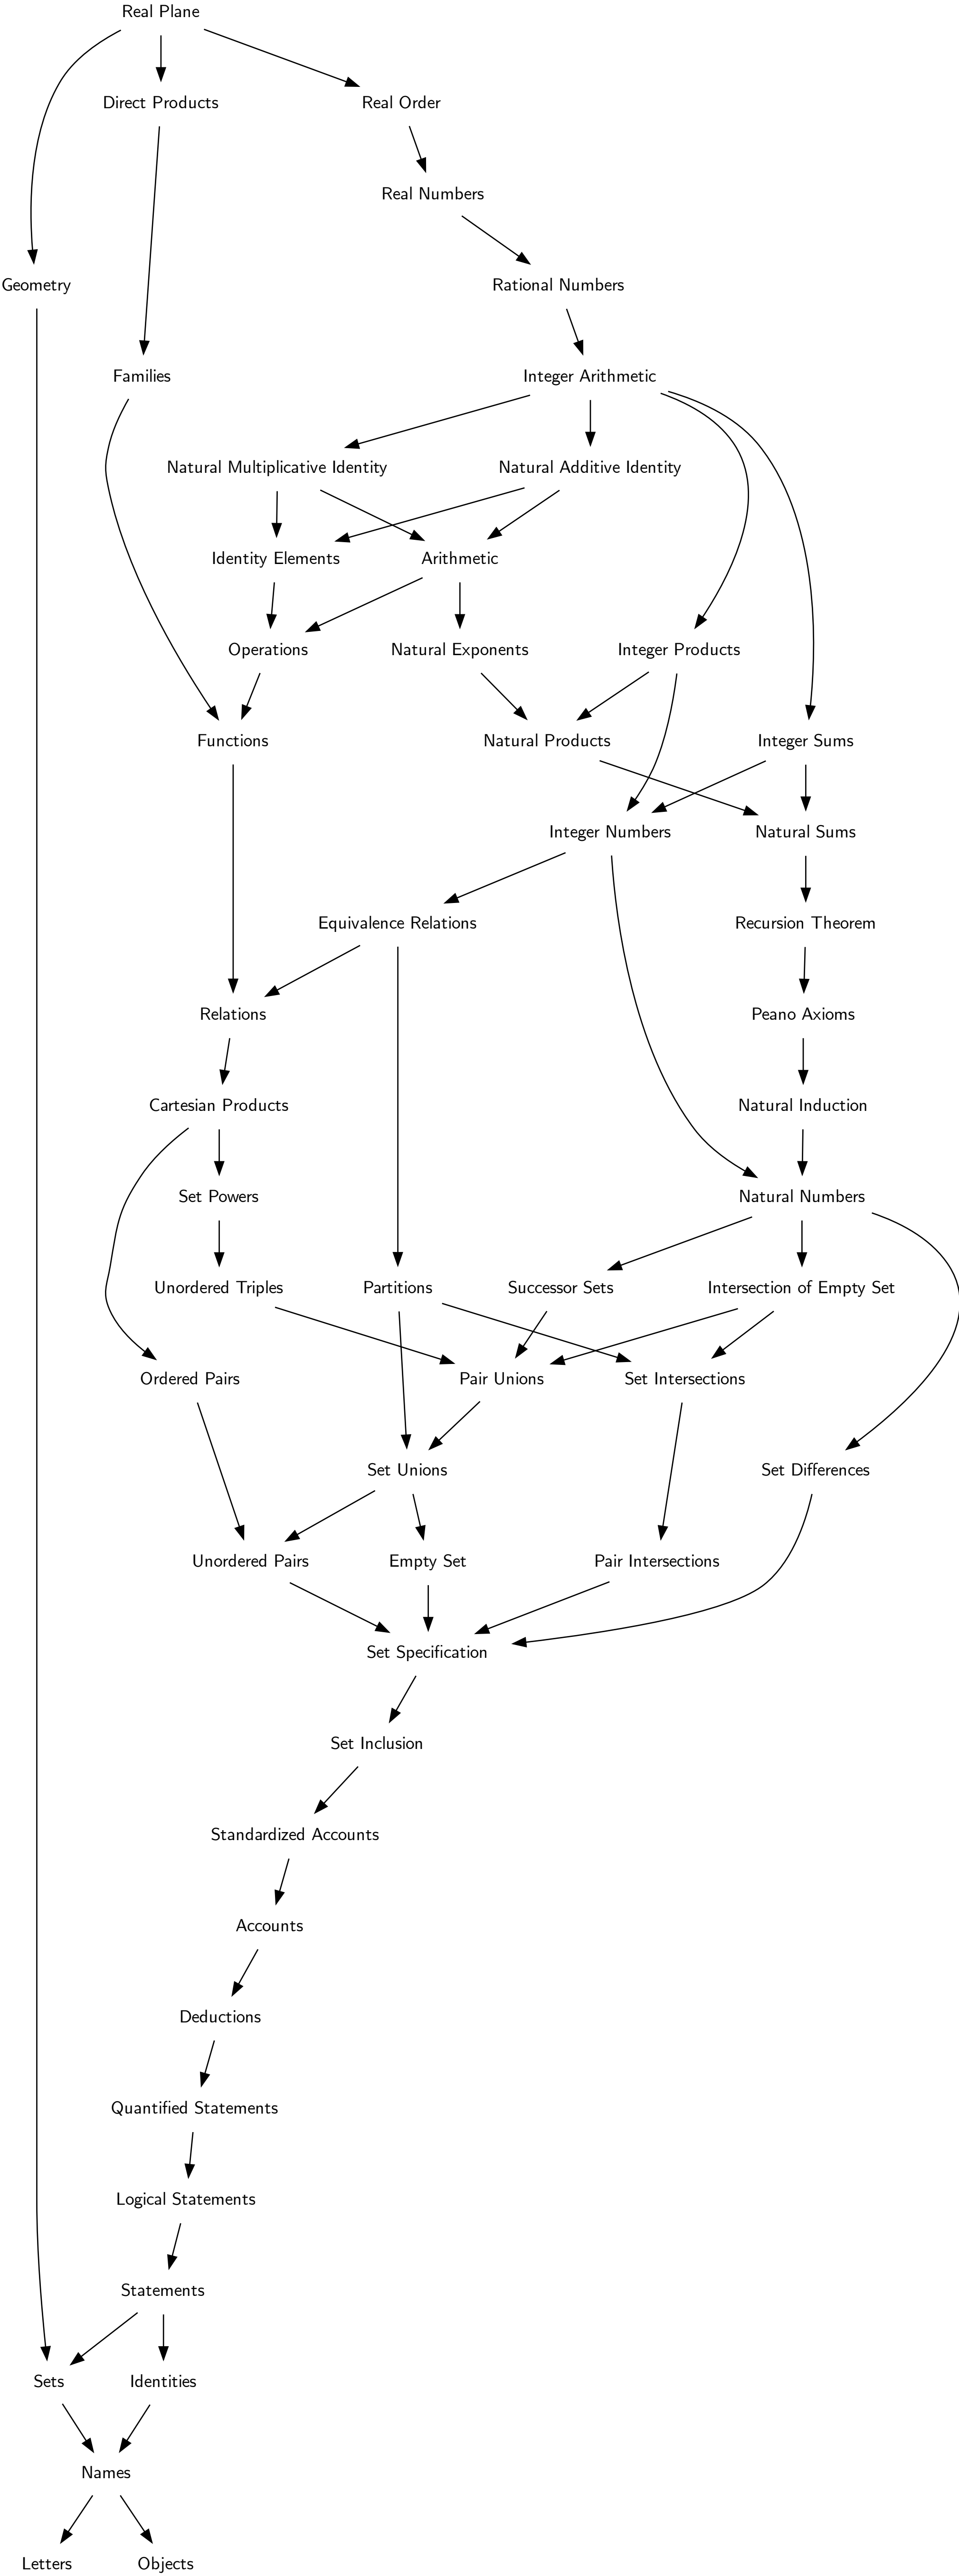 Real Plane
Direct Products
Real Order
Real Numbers
Geometry
Rational Numbers
Families
Integer Arithmetic
Natural Multiplicative Identity
Natural Additive Identity
Identity Elements
Arithmetic
Operations
Natural Exponents
Integer Products
Functions
Natural Products
Integer Sums
Integer Numbers
Natural Sums
Equivalence Relations
Recursion Theorem
Relations
Peano Axioms
Cartesian Products
Natural Induction
Set Powers
Natural Numbers
Unordered Triples
Partitions
Successor Sets
Intersection of Empty Set
Ordered Pairs
Pair Unions
Set Intersections
Set Unions
Set Differences
Unordered Pairs
Empty Set
Pair Intersections
Set Specification
Set Inclusion
Standardized Accounts
Accounts
Deductions
Quantified Statements
Logical Statements
Statements
Sets
Identities
Names
Letters
Objects